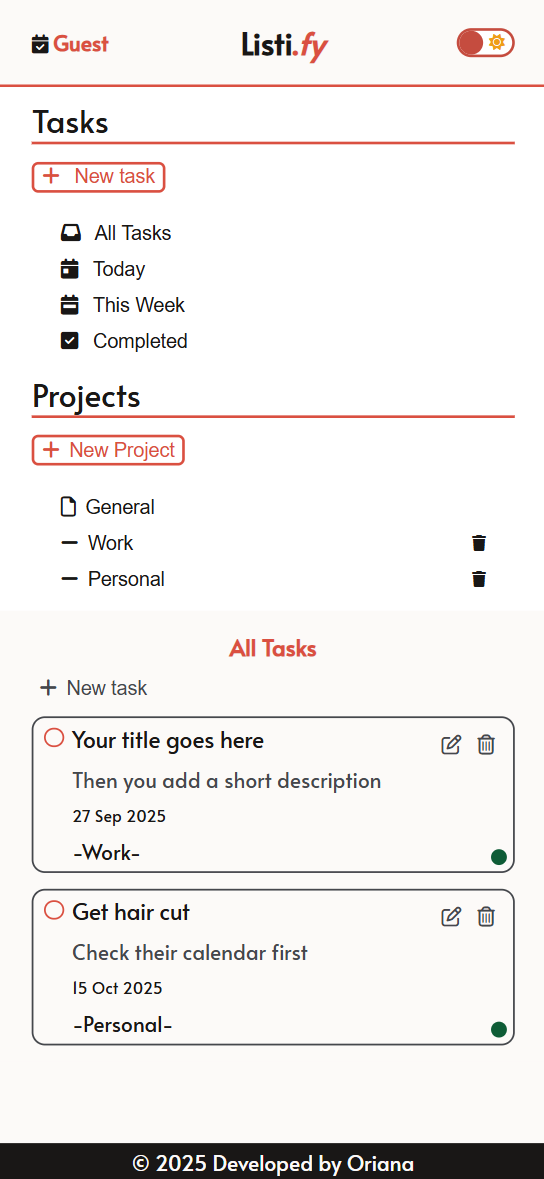 Guest
Listi.fy
Tasks
New task
All Tasks
Today
This Week
Completed
Projects
New Project
General
Work
Personal
All Tasks
New task
Your title goes here
Then you add a short description
27 Sep 2025
-Work-
Get hair cut
Check their calendar first
15 Oct 2025
-Personal-
© 2025 Developed by Oriana